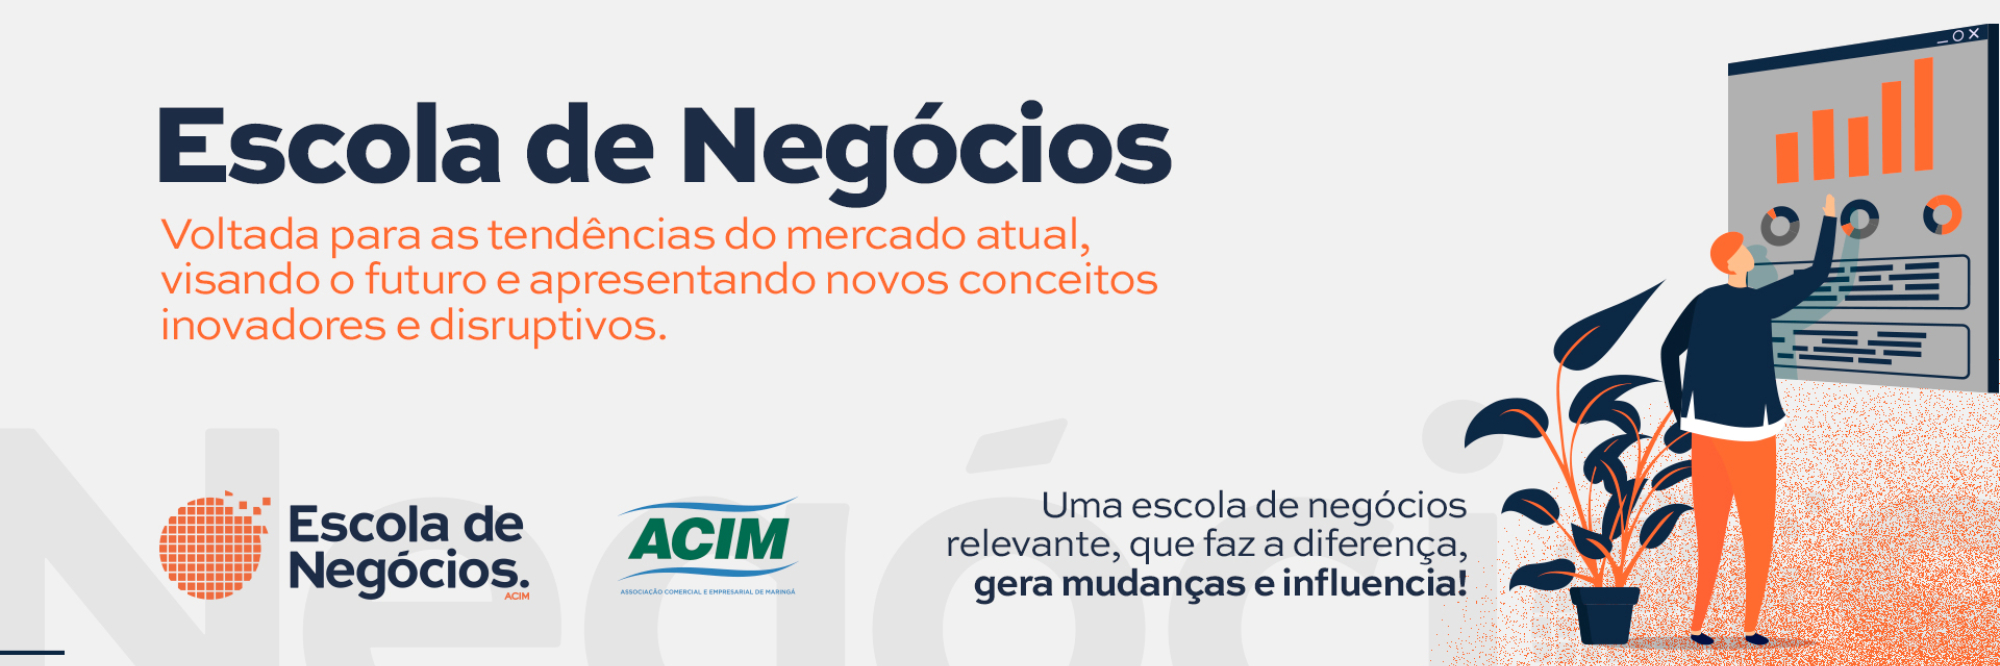 Escola de Negócios
Voltada para as tendências do mercado atual,
visando o futuro e apresentando novos conceitos
inovadores e disruptivos.
Escola de
Negócios.
ACIM
ACIM
ASSOCIAÇÃO COMERCIAL E EMPRESARIAL DE MARINGÁ
Uma escola de negócios
relevante, que faz a diferença,
gera mudanças e influencia!
Negóci